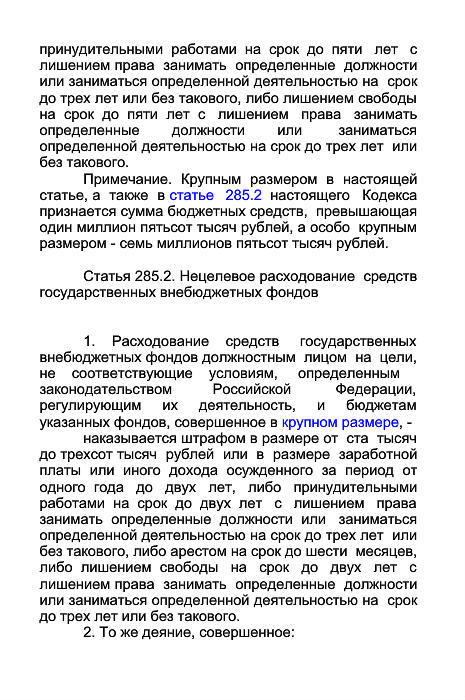 принудительными работами на срок до пяти лет с
лишением права занимать определенные должности
или заниматься определенной деятельностью на срок
до трех лет или без такового, либо лишением свободы
на срок до пяти лет с лишением права занимать
определенные должности или заниматься
определенной деятельностью на срок до трех лет или
без такового.
Примечание. Крупным размером в настоящей
статье, а также в статье 285.2 настоящего Кодекса
признается сумма бюджетных средств, превышающая
один миллион пятьсот тысяч рублей, а особо крупным
размером - семь миллионов пятьсот тысяч рублей.
Статья 285.2. Нецелевое расходование средств
государственных внебюджетных фондов
1. Расходование средств государственных
внебюджетных фондов должностным лицом на цели,
не соответствующие условиям, определенным
законодательством Российской Федерации,
регулирующим их деятельность, и бюджетам
указанных фондов, совершенное в крупном размере, -
наказывается штрафом в размере от ста тысяч
до трехсот тысяч рублей или в размере заработной
платы или иного дохода осужденного за период от
одного года до двух лет, либо принудительными
работами на срок до двух лет с лишением права
занимать определенные должности или заниматься
определенной деятельностью на срок до трех лет или
без такового, либо арестом на срок до шести месяцев,
либо лишением свободы на срок до двух лет с
лишением права занимать определенные должности
или заниматься определенной деятельностью на срок
до трех лет или без такового.
2. То же деяние, совершенное: